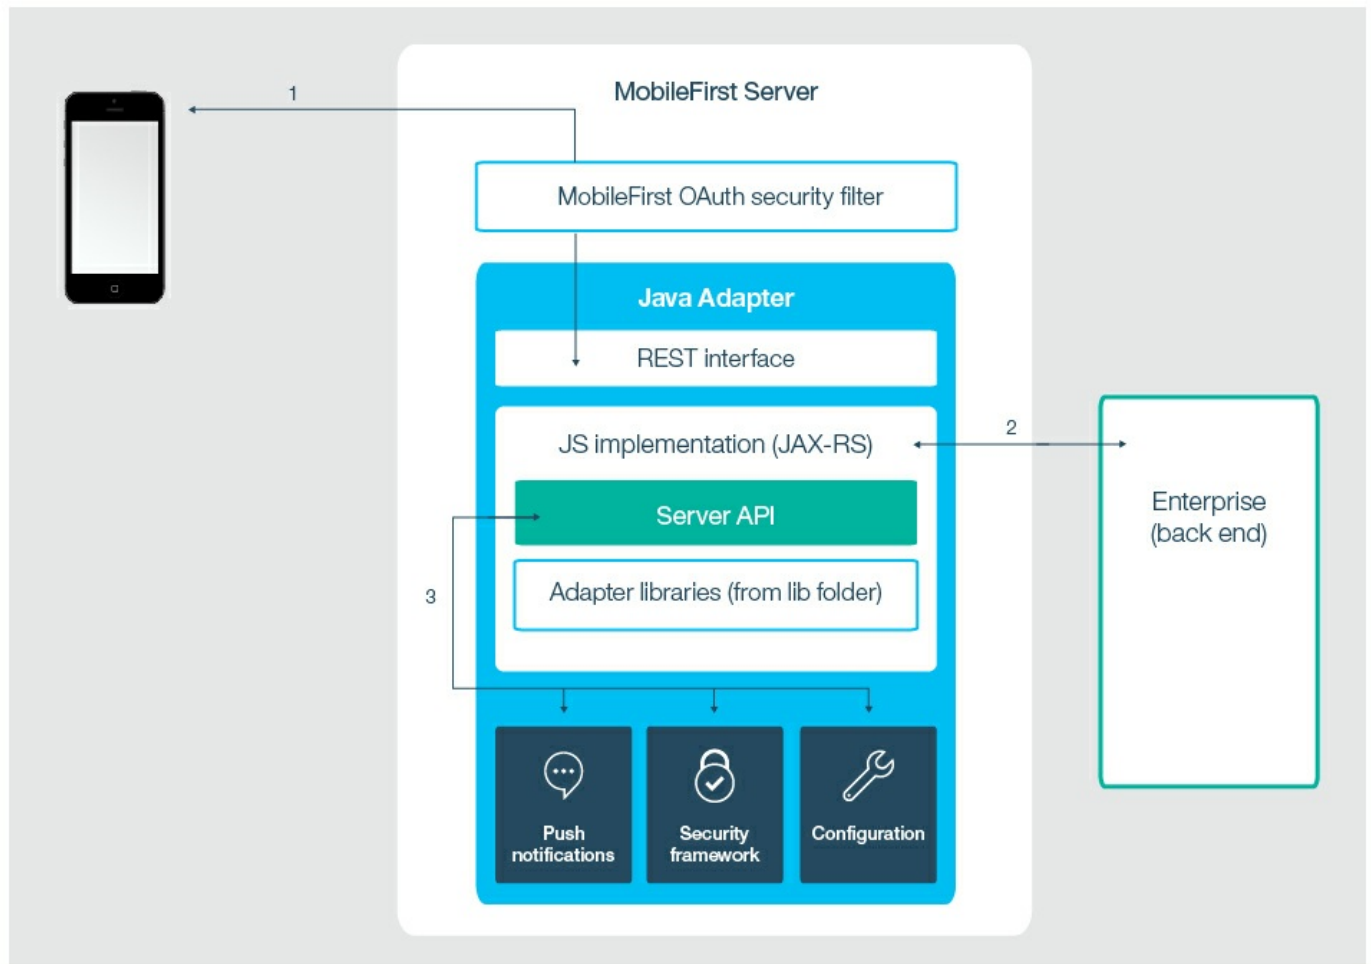 MobileFirst Server
1
MobileFirst OAuth security filter
Java Adapter
REST interface
JS implementation (JAX-RS)
2
Server API
Enterprise
(back end)
Adapter libraries (from lib folder)
3
Push
notifications
Security
framework
Configuration